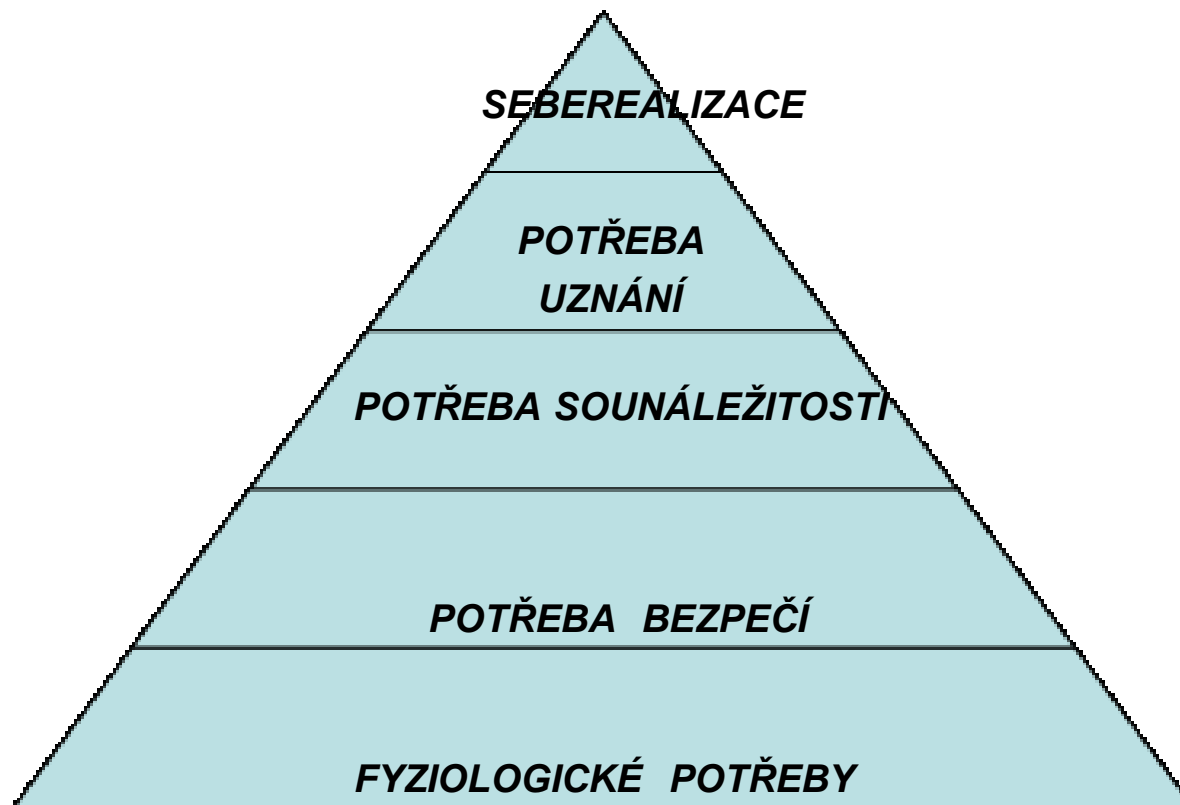 SEBEREALIZACE
POTŘEBA
UZNÁNÍ
POTŘEBA SOUNÁLEŽITOSTI
POTŘEBA BEZPEČÍ
FYZIOLOGICKÉ POTŘEBY